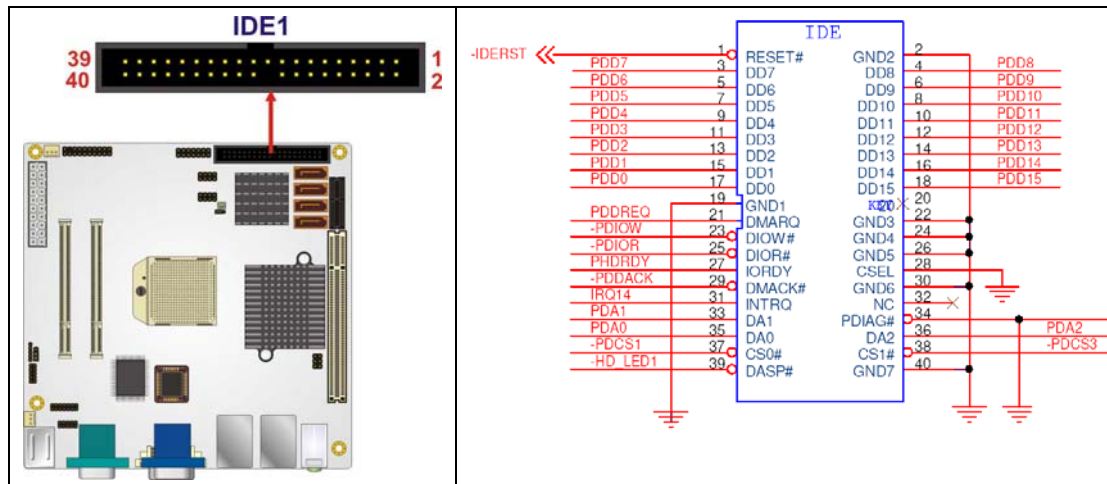 IDE1
39 1
40 2
IDE
-IDERST 1 RESET# GND2 2
PDD7 3 DD7 DD8 4 PDD8
PDD6 5 DD6 DD9 6 PDD9
PDD5 7 DD5 DD10 8 PDD10
PDD4 9 DD4 DD11 10 PDD11
PDD3 11 DD3 DD12 12 PDD12
PDD2 13 DD2 DD13 14 PDD13
PDD1 15 DD1 DD14 16 PDD14
PDD0 17 DD0 DD15 18 PDD15
19 GND1 20 20
PDDREQ 21 DMARQ GND3 22
-PDIOW 23 DIOW# GND4 24
-PDIOR 25 DIOR# GND5 26
PHDRDY 27 IORDY CSEL 28
-PDDACK 29 DMACK# GND6 30
IRQ14 31 INTRQ NC 32
PDA1 33 DA1 PDIAG# 34
PDA0 35 DA0 DA2 36 PDA2
-PDCS1 37 CS0# CS1# 38 -PDCS3
-HD_LED1 39 DASP# GND7 40